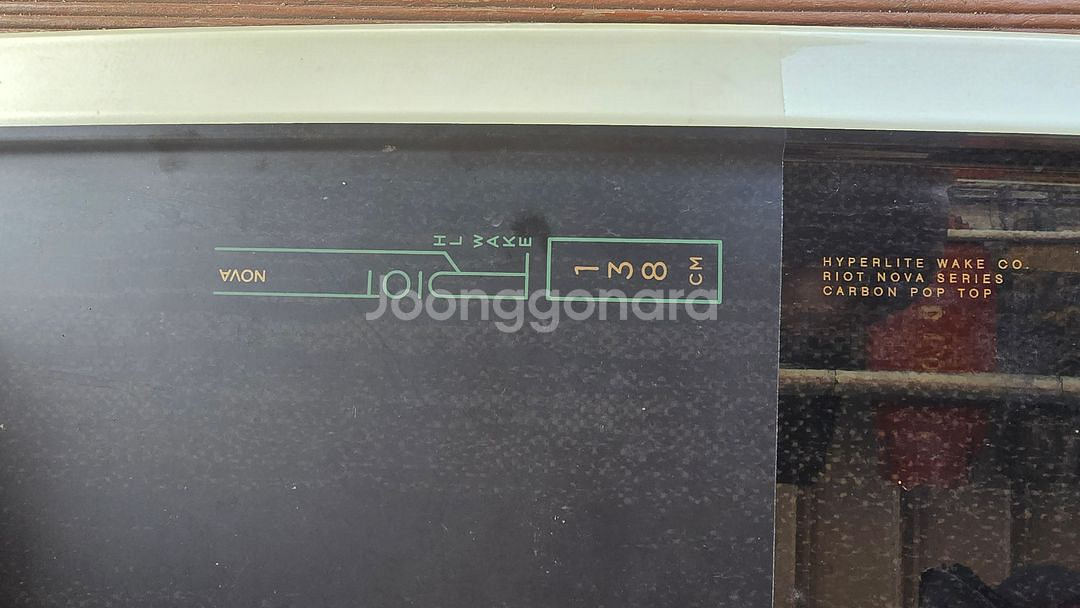 HL WAKE
RIOT
NOVA
138 CM
HYPERLITE WAKE CO.
RIOT NOVA SERIES
CARBON POP TOP
Joonggonara